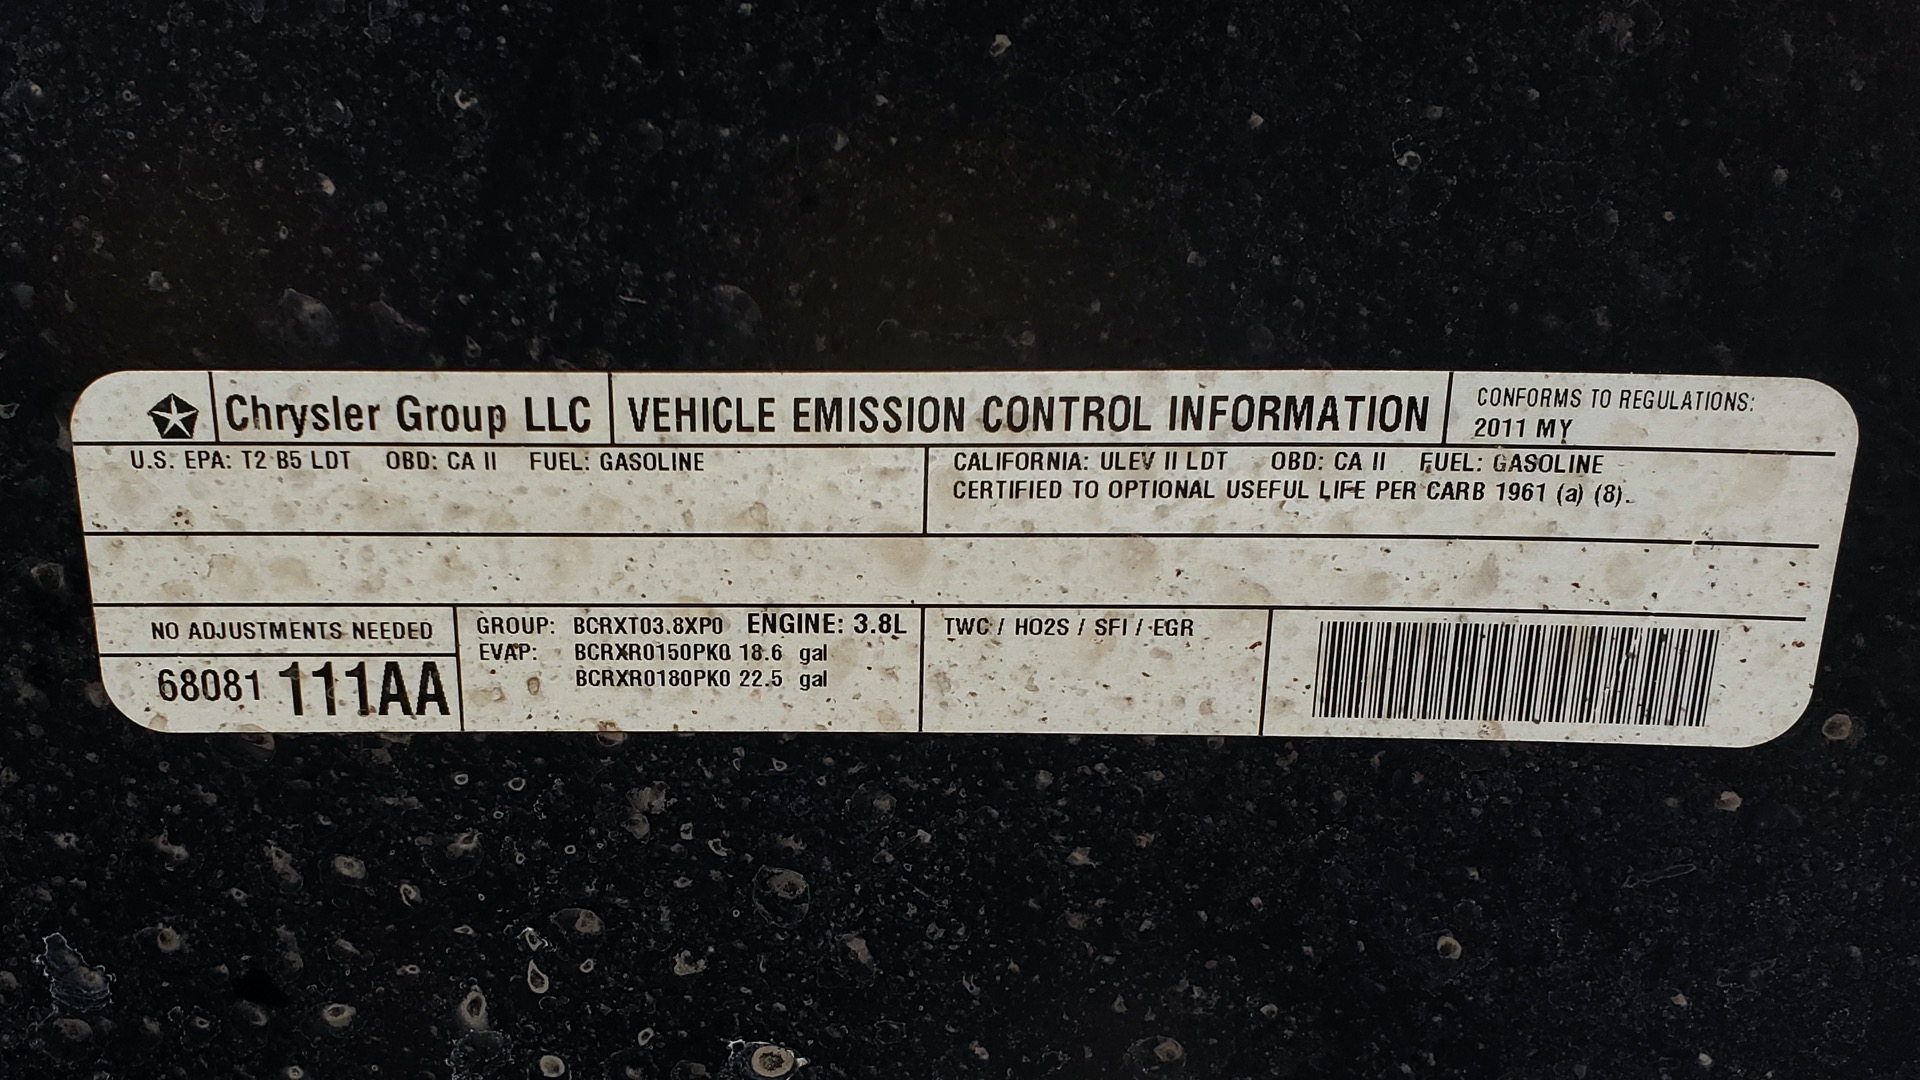 Chrysler Group LLC
VEHICLE EMISSION CONTROL INFORMATION
CONFORMS TO REGULATIONS:
2011 MY
U.S. EPA: T2 B5 LDT OBD: CA II FUEL: GASOLINE
CALIFORNIA: ULEV II LDT OBD: CA II FUEL: GASOLINE
CERTIFIED TO OPTIONAL USEFUL LIFE PER CARB 1961 (a) (8).
NO ADJUSTMENTS NEEDED
68081 111AA
GROUP: BCRXT03.8XP0 ENGINE: 3.8L
EVAP: BCRXR0150PK0 18.6 gal
BCRXR0180PK0 22.5 gal
TWC / HO2S / SFI / EGR